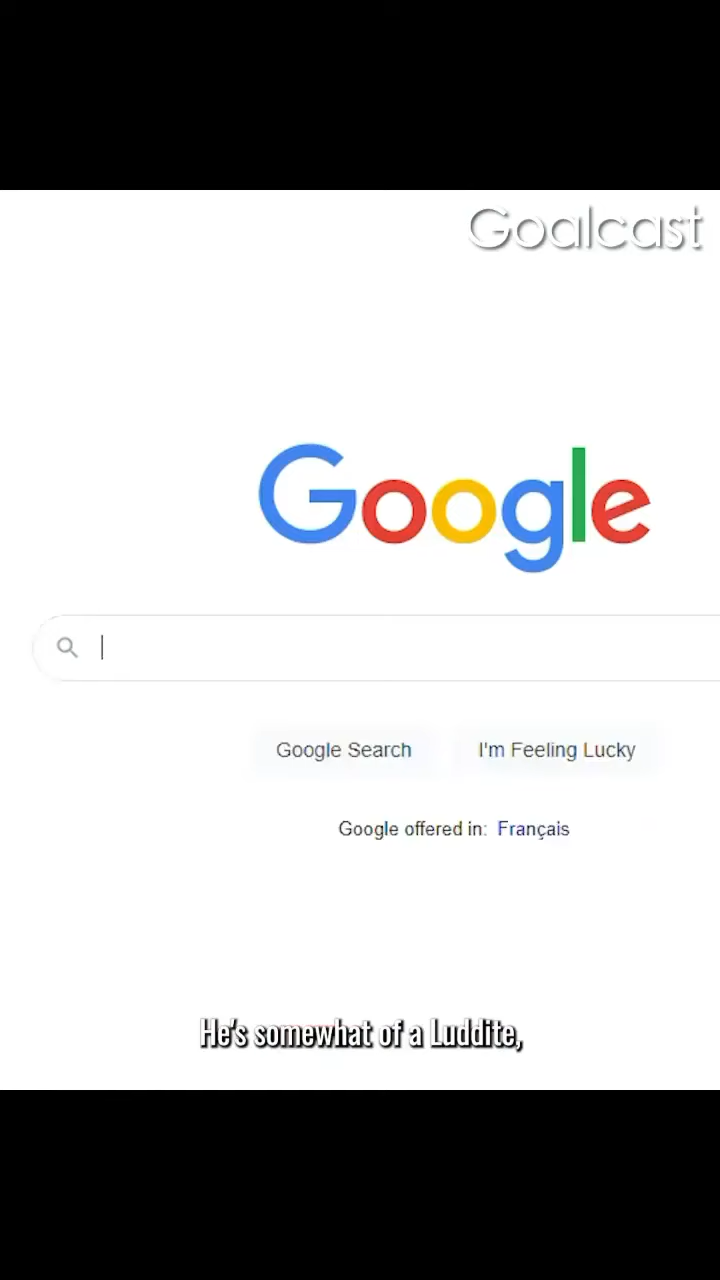 Goalcast
Google
Google Search I'm Feeling Lucky
Google offered in: Français
He's somewhat of a Luddite,